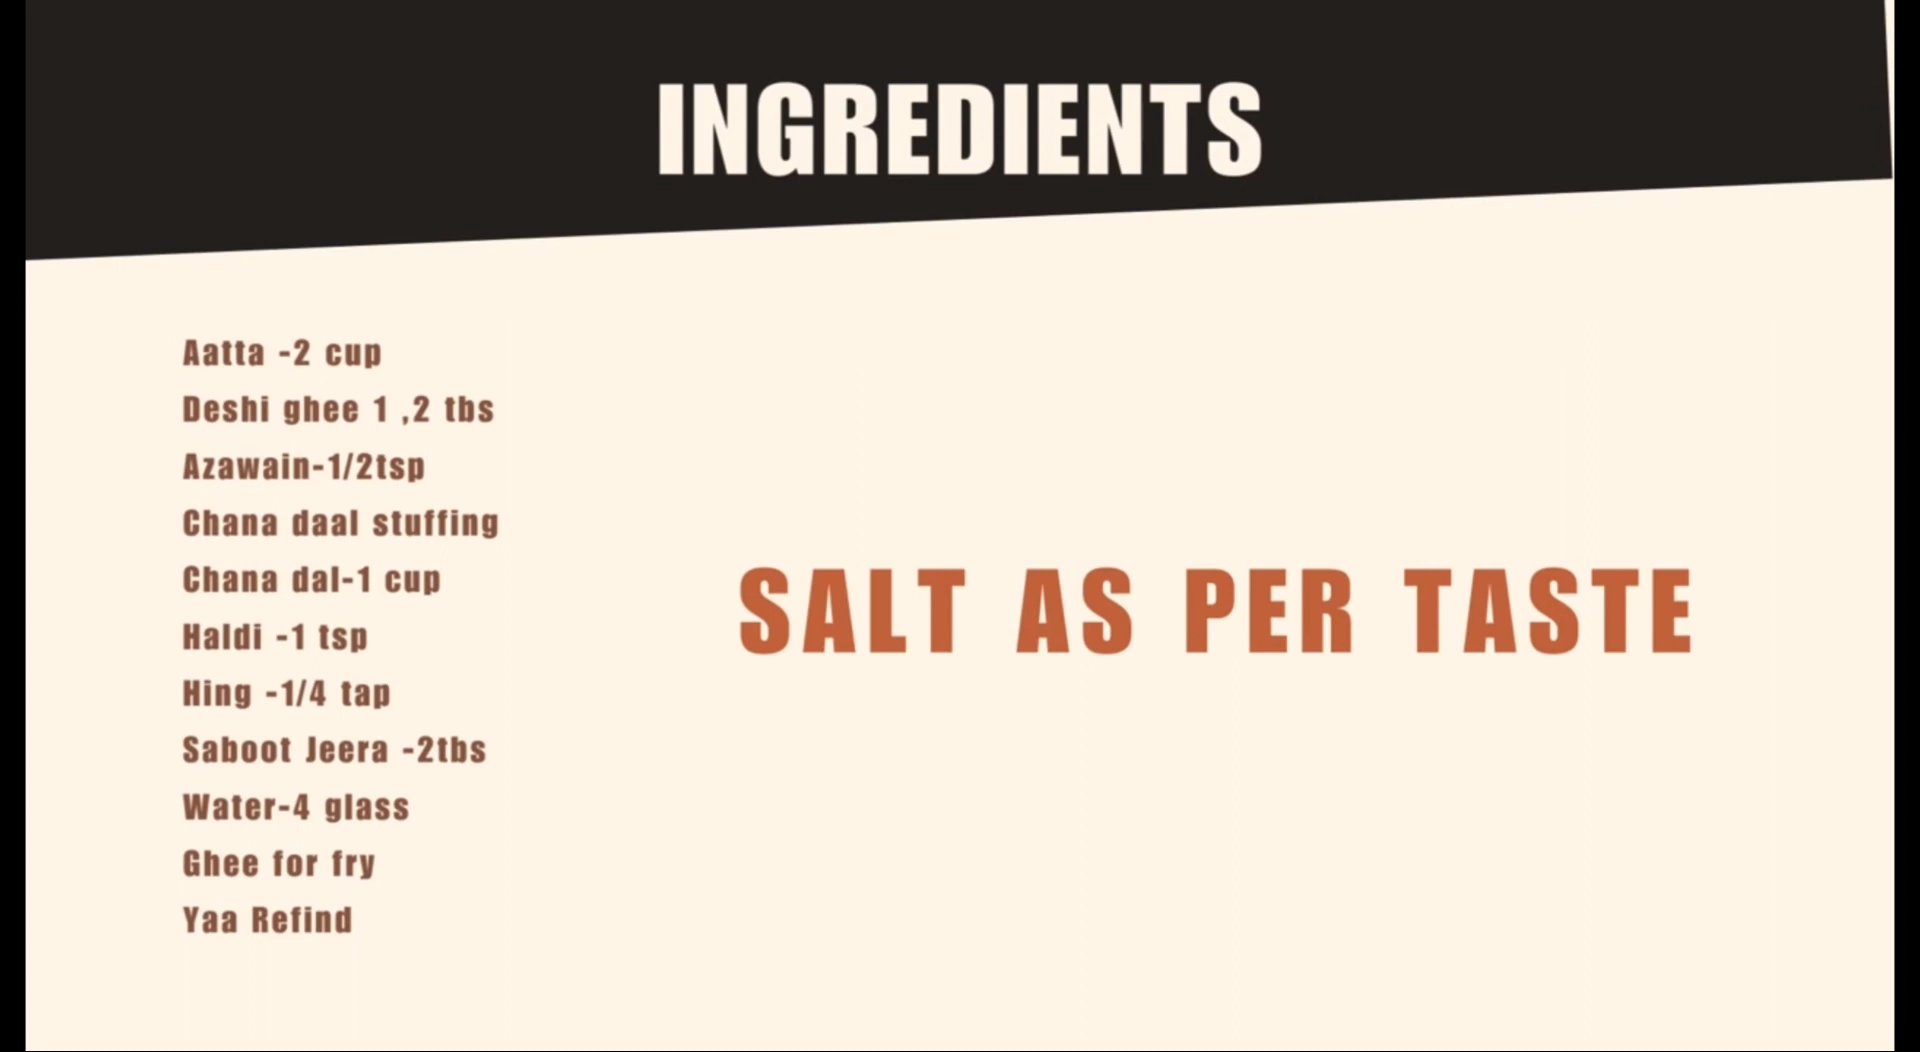 INGREDIENTS
Aatta -2 cup
Deshi ghee 1 ,2 tbs
Azawain-1/2tsp
Chana daal stuffing
Chana dal-1 cup
Haldi -1 tsp
Hing -1/4 tap
Saboot Jeera -2tbs
Water-4 glass
Ghee for fry
Yaa Refind
SALT AS PER TASTE